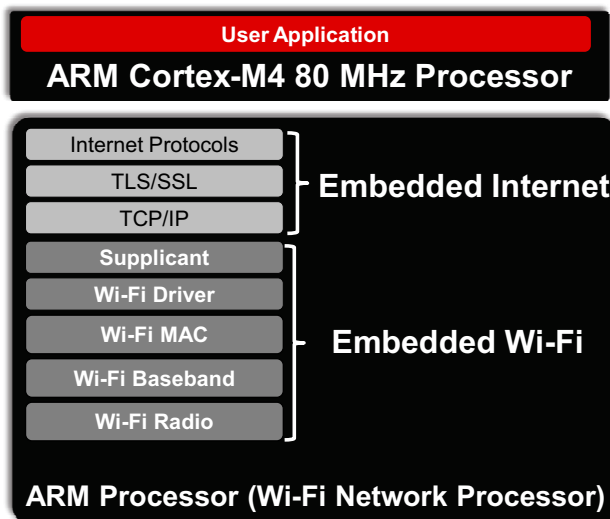 User Application
ARM Cortex-M4 80 MHz Processor
Internet Protocols
TLS/SSL
TCP/IP
Embedded Internet
Supplicant
Wi-Fi Driver
Wi-Fi MAC
Wi-Fi Baseband
Wi-Fi Radio
Embedded Wi-Fi
ARM Processor (Wi-Fi Network Processor)